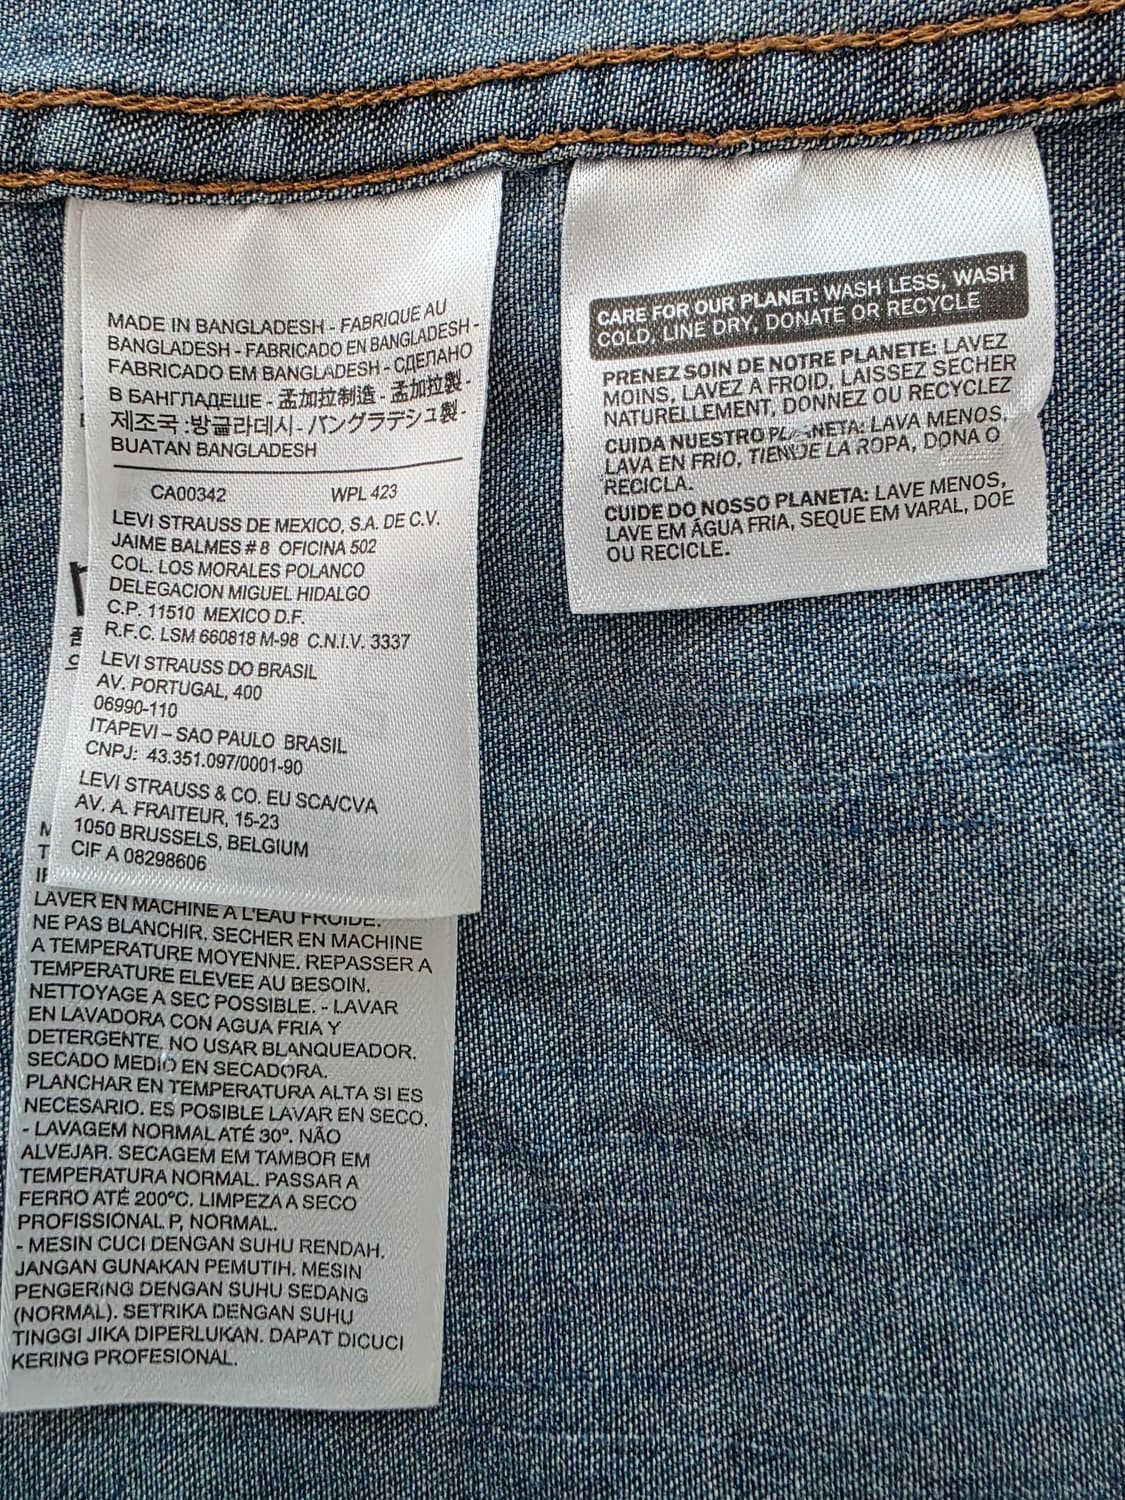 MADE IN BANGLADESH - FABRIQUE AU
BANGLADESH - FABRICADO EN BANGLADESH -
FABRICADO EM BANGLADESH - СДЕЛАНО
В БАНГЛАДЕШЕ - 孟加拉制造 - 孟加拉製 -
제조국 :방글라데시- バングラデシュ製 -
BUATAN BANGLADESH
CA00342 WPL 423
LEVI STRAUSS DE MEXICO, S.A. DE C.V.
JAIME BALMES # 8 OFICINA 502
COL. LOS MORALES POLANCO
DELEGACION MIGUEL HIDALGO
C.P. 11510 MEXICO D.F.
R.F.C. LSM 660818 M-98 C.N.I.V. 3337
LEVI STRAUSS DO BRASIL
AV. PORTUGAL, 400
06990-110
ITAPEVI – SAO PAULO BRASIL
CNPJ: 43.351.097/0001-90
LEVI STRAUSS & CO. EU SCA/CVA
AV. A. FRAITEUR, 15-23
1050 BRUSSELS, BELGIUM
CIF A 08298606
LAVER EN MACHINE A L'EAU FROIDE.
NE PAS BLANCHIR. SECHER EN MACHINE
A TEMPERATURE MOYENNE. REPASSER A
TEMPERATURE ELEVEE AU BESOIN.
NETTOYAGE A SEC POSSIBLE. - LAVAR
EN LAVADORA CON AGUA FRIA Y
DETERGENTE. NO USAR BLANQUEADOR.
SECADO MEDIO EN SECADORA.
PLANCHAR EN TEMPERATURA ALTA SI ES
NECESARIO. ES POSIBLE LAVAR EN SECO.
- LAVAGEM NORMAL ATÉ 30º. NÃO
ALVEJAR. SECAGEM EM TAMBOR EM
TEMPERATURA NORMAL. PASSAR A
FERRO ATÉ 200ºC. LIMPEZA A SECO
PROFISSIONAL P, NORMAL.
- MESIN CUCI DENGAN SUHU RENDAH.
JANGAN GUNAKAN PEMUTIH. MESIN
PENGERING DENGAN SUHU SEDANG
(NORMAL). SETRIKA DENGAN SUHU
TINGGI JIKA DIPERLUKAN. DAPAT DICUCI
KERING PROFESIONAL.
CARE FOR OUR PLANET: WASH LESS, WASH
COLD, LINE DRY, DONATE OR RECYCLE
PRENEZ SOIN DE NOTRE PLANETE: LAVEZ
MOINS, LAVEZ A FROID, LAISSEZ SECHER
NATURELLEMENT, DONNEZ OU RECYCLEZ
CUIDA NUESTRO PLANETA: LAVA MENOS,
LAVA EN FRIO, TIENDE LA ROPA, DONA O
RECICLA.
CUIDE DO NOSSO PLANETA: LAVE MENOS,
LAVE EM ÁGUA FRIA, SEQUE EM VARAL, DOE
OU RECICLE.